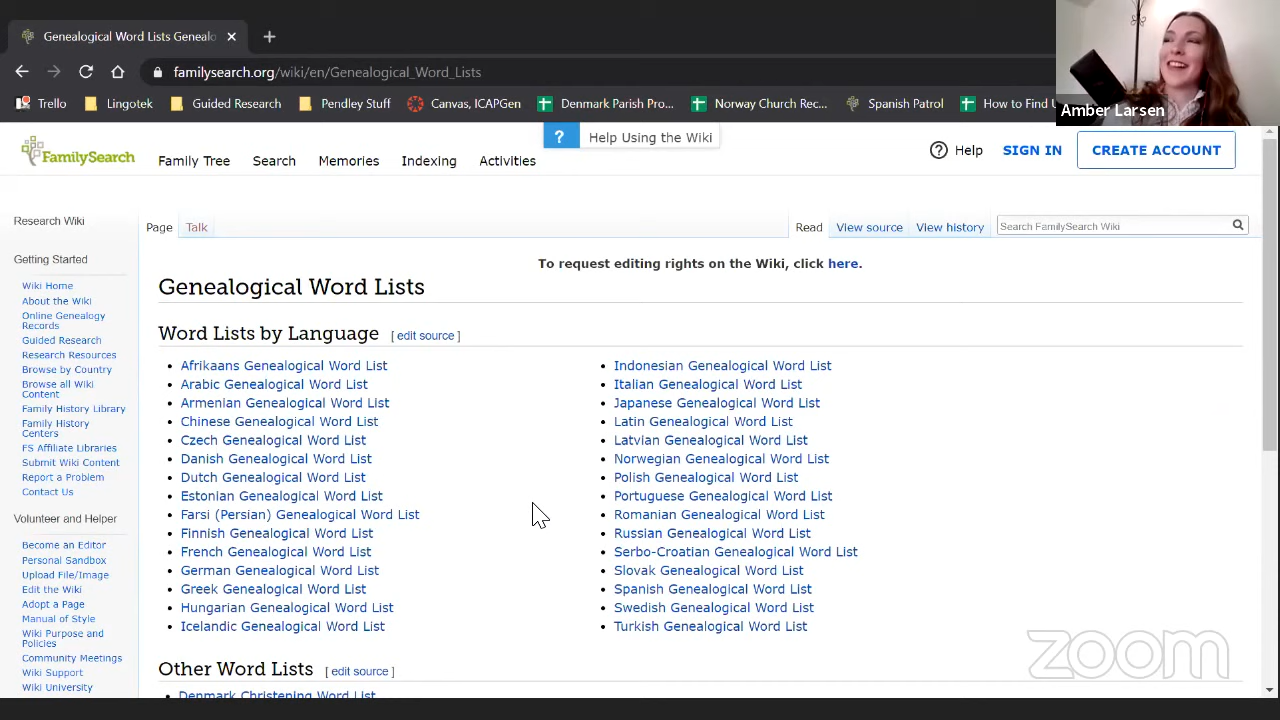 Genealogical Word Lists Genealo
familysearch.org/wiki/en/Genealogical_Word_Lists
Trello
Lingotek
Guided Research
Pendley Stuff
Canvas, ICAPGen
Denmark Parish Pro...
Norway Church Rec...
Spanish Patrol
How to Find U
Amber Larsen
? Help Using the Wiki
FamilySearch
Family Tree
Search
Memories
Indexing
Activities
? Help
SIGN IN
CREATE ACCOUNT
Research Wiki
Page
Talk
Read
View source
View history
Search FamilySearch Wiki
Getting Started
Wiki Home
About the Wiki
Online Genealogy
Records
Guided Research
Research Resources
Browse by Country
Browse all Wiki
Content
Family History Library
Family History
Centers
FS Affiliate Libraries
Submit Wiki Content
Report a Problem
Contact Us
Volunteer and Helper
Become an Editor
Personal Sandbox
Upload File/Image
Edit the Wiki
Adopt a Page
Manual of Style
Wiki Purpose and
Policies
Community Meetings
Wiki Support
Wiki University
To request editing rights on the Wiki, click here.
Genealogical Word Lists
Word Lists by Language [ edit source ]
Afrikaans Genealogical Word List
Arabic Genealogical Word List
Armenian Genealogical Word List
Chinese Genealogical Word List
Czech Genealogical Word List
Danish Genealogical Word List
Dutch Genealogical Word List
Estonian Genealogical Word List
Farsi (Persian) Genealogical Word List
Finnish Genealogical Word List
French Genealogical Word List
German Genealogical Word List
Greek Genealogical Word List
Hungarian Genealogical Word List
Icelandic Genealogical Word List
Indonesian Genealogical Word List
Italian Genealogical Word List
Japanese Genealogical Word List
Latin Genealogical Word List
Latvian Genealogical Word List
Norwegian Genealogical Word List
Polish Genealogical Word List
Portuguese Genealogical Word List
Romanian Genealogical Word List
Russian Genealogical Word List
Serbo-Croatian Genealogical Word List
Slovak Genealogical Word List
Spanish Genealogical Word List
Swedish Genealogical Word List
Turkish Genealogical Word List
Other Word Lists [ edit source ]
Denmark Christening Word List
zoom